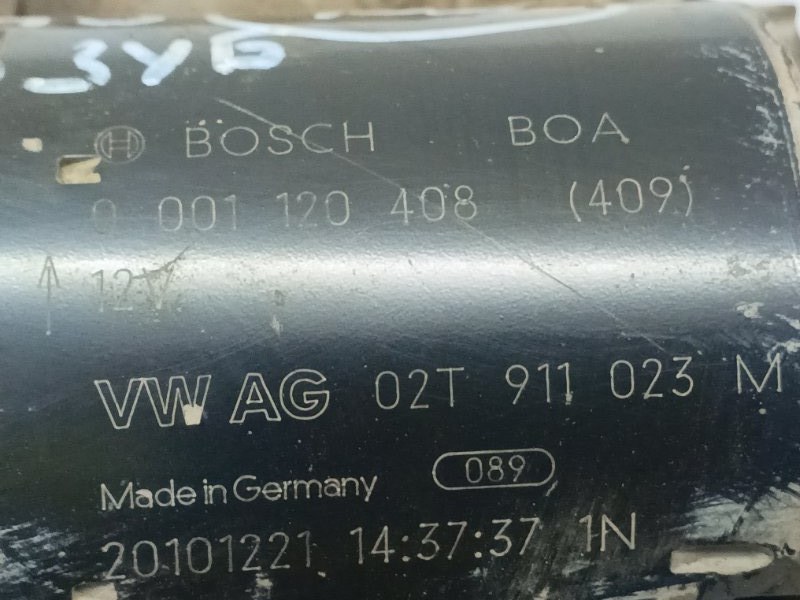 3YG
BOSCH BOA
0 001 120 408 (409)
12V
VW AG 02T 911 023 M
Made in Germany 089
20101221 14:37:37 1N